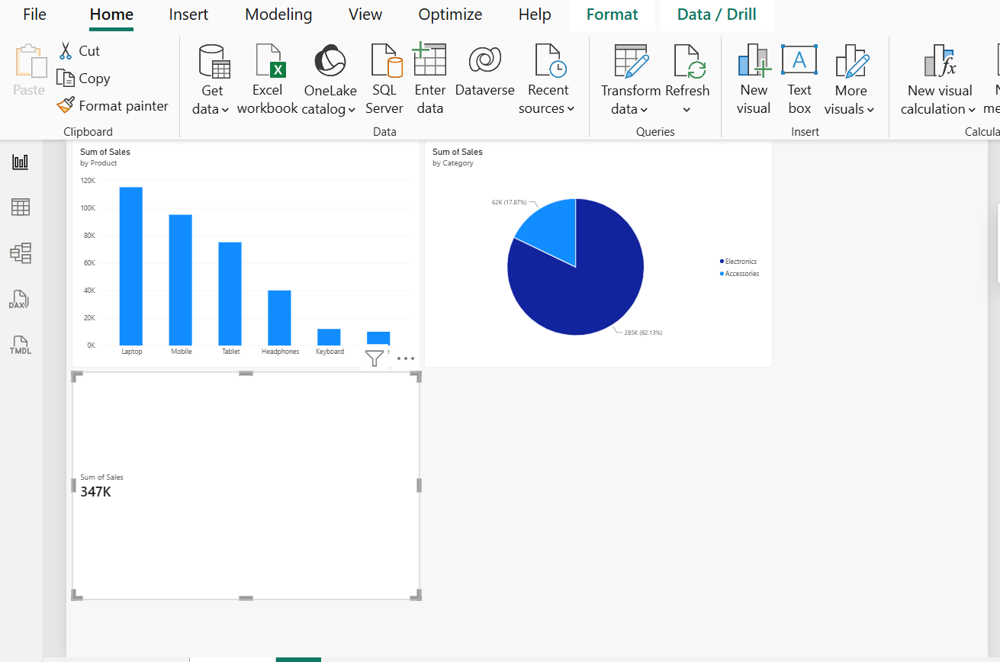 File Home Insert Modeling View Optimize Help Format Data / Drill
Paste
Cut
Copy
Format painter
Clipboard
Get data
Excel workbook
OneLake catalog
SQL Server
Enter data
Dataverse
Recent sources
Data
Transform data
Refresh
Queries
New visual
Text box
More visuals
Insert
New visual calculation
DAX
TMDL
Sum of Sales
by Product
120K
100K
80K
60K
40K
20K
0K
Laptop Mobile Tablet Headphones Keyboard
Sum of Sales
by Category
62K (17.87%)
285K (82.13%)
Electronics
Accessories
Sum of Sales
347K